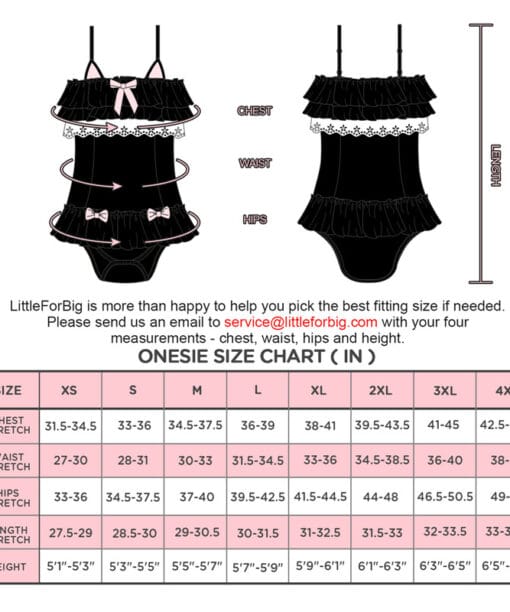 CHEST
WAIST
HIPS
LENGTH
LittleForBig is more than happy to help you pick the best fitting size if needed.
Please send us an email to service@littleforbig.com with your four
measurements - chest, waist, hips and height.
ONESIE SIZE CHART ( IN )
SIZE XS S M L XL 2XL 3XL 4X
HEST
TRETCH 31.5-34.5 33-36 34.5-37.5 36-39 38-41 39.5-43.5 41-45 42.5-
AIST
TRETCH 27-30 28-31 30-33 31.5-34.5 33-36 34.5-38.5 36-40 38-
HIPS
TRETCH 33-36 34.5-37.5 37-40 39.5-42.5 41.5-44.5 44-48 46.5-50.5 49-
NGTH
TRETCH 27.5-29 28.5-30 29-30.5 30-31.5 31-32.5 31.5-33 32-33.5 33-3
EIGHT 5'1"-5'3" 5'3"-5'5" 5'5"-5'7" 5'7"-5'9" 5'9"-6'1" 6'1"-6'3" 6'3"-6'5" 6'5"-